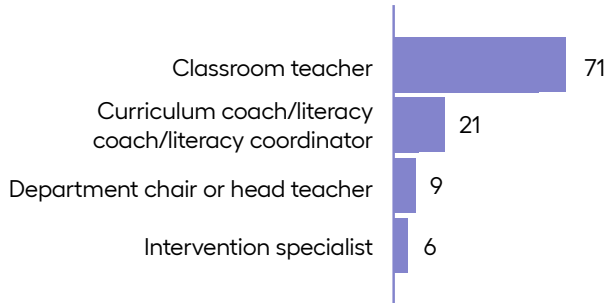 Classroom teacher 71
Curriculum coach/literacy
coach/literacy coordinator 21
Department chair or head teacher 9
Intervention specialist 6